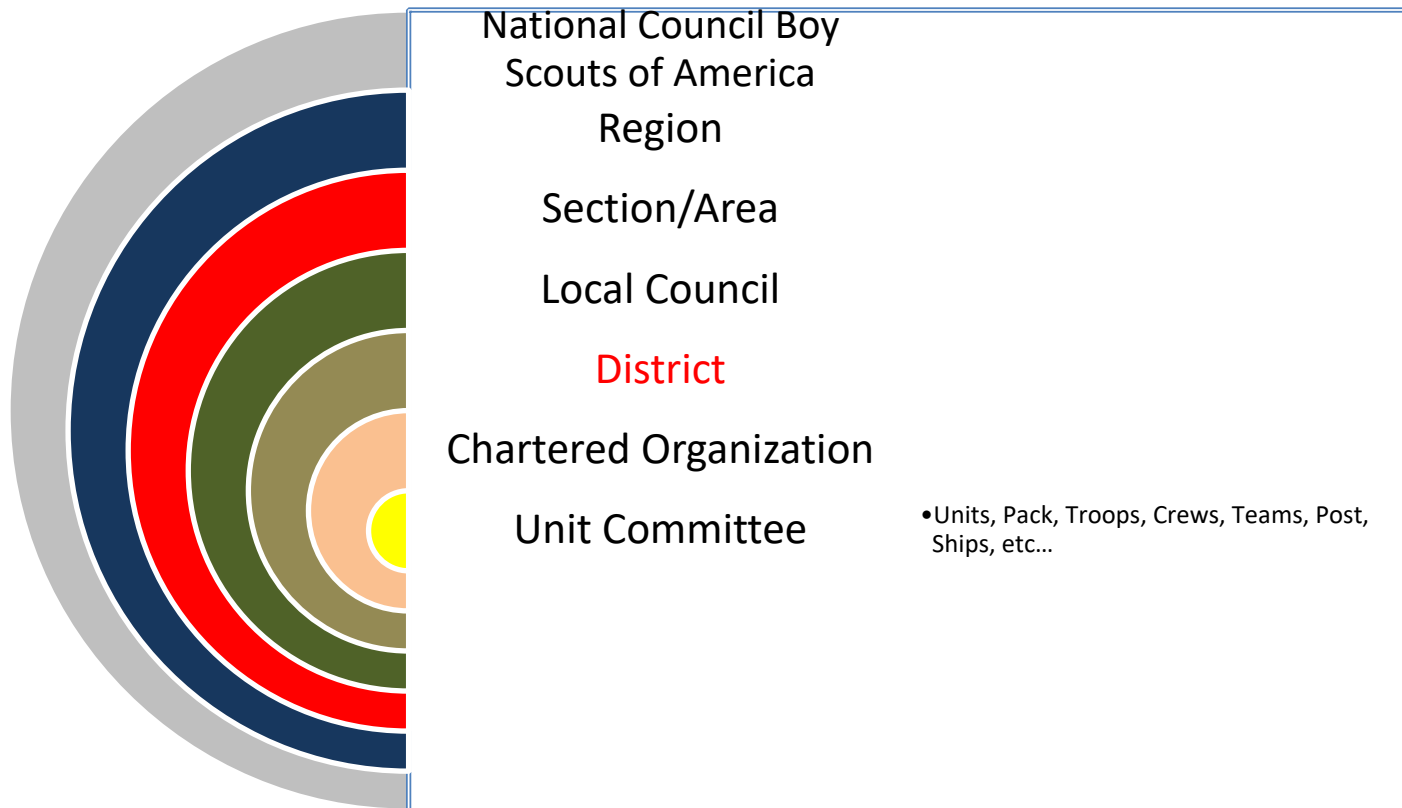 National Council Boy
Scouts of America
Region
Section/Area
Local Council
District
Chartered Organization
Unit Committee
•Units, Pack, Troops, Crews, Teams, Post,
Ships, etc...